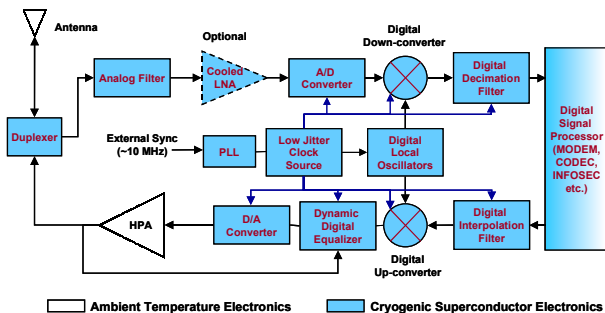 Antenna
Optional
Digital
Down-converter
Analog Filter
Cooled
LNA
A/D
Converter
Digital
Decimation
Filter
Duplexer
External Sync
(~10 MHz)
PLL
Low Jitter
Clock
Source
Digital
Local
Oscillators
Digital
Signal
Processor
(MODEM,
CODEC,
INFOSEC
etc.)
HPA
D/A
Converter
Dynamic
Digital
Equalizer
Digital
Interpolation
Filter
Digital
Up-converter
Ambient Temperature Electronics
Cryogenic Superconductor Electronics